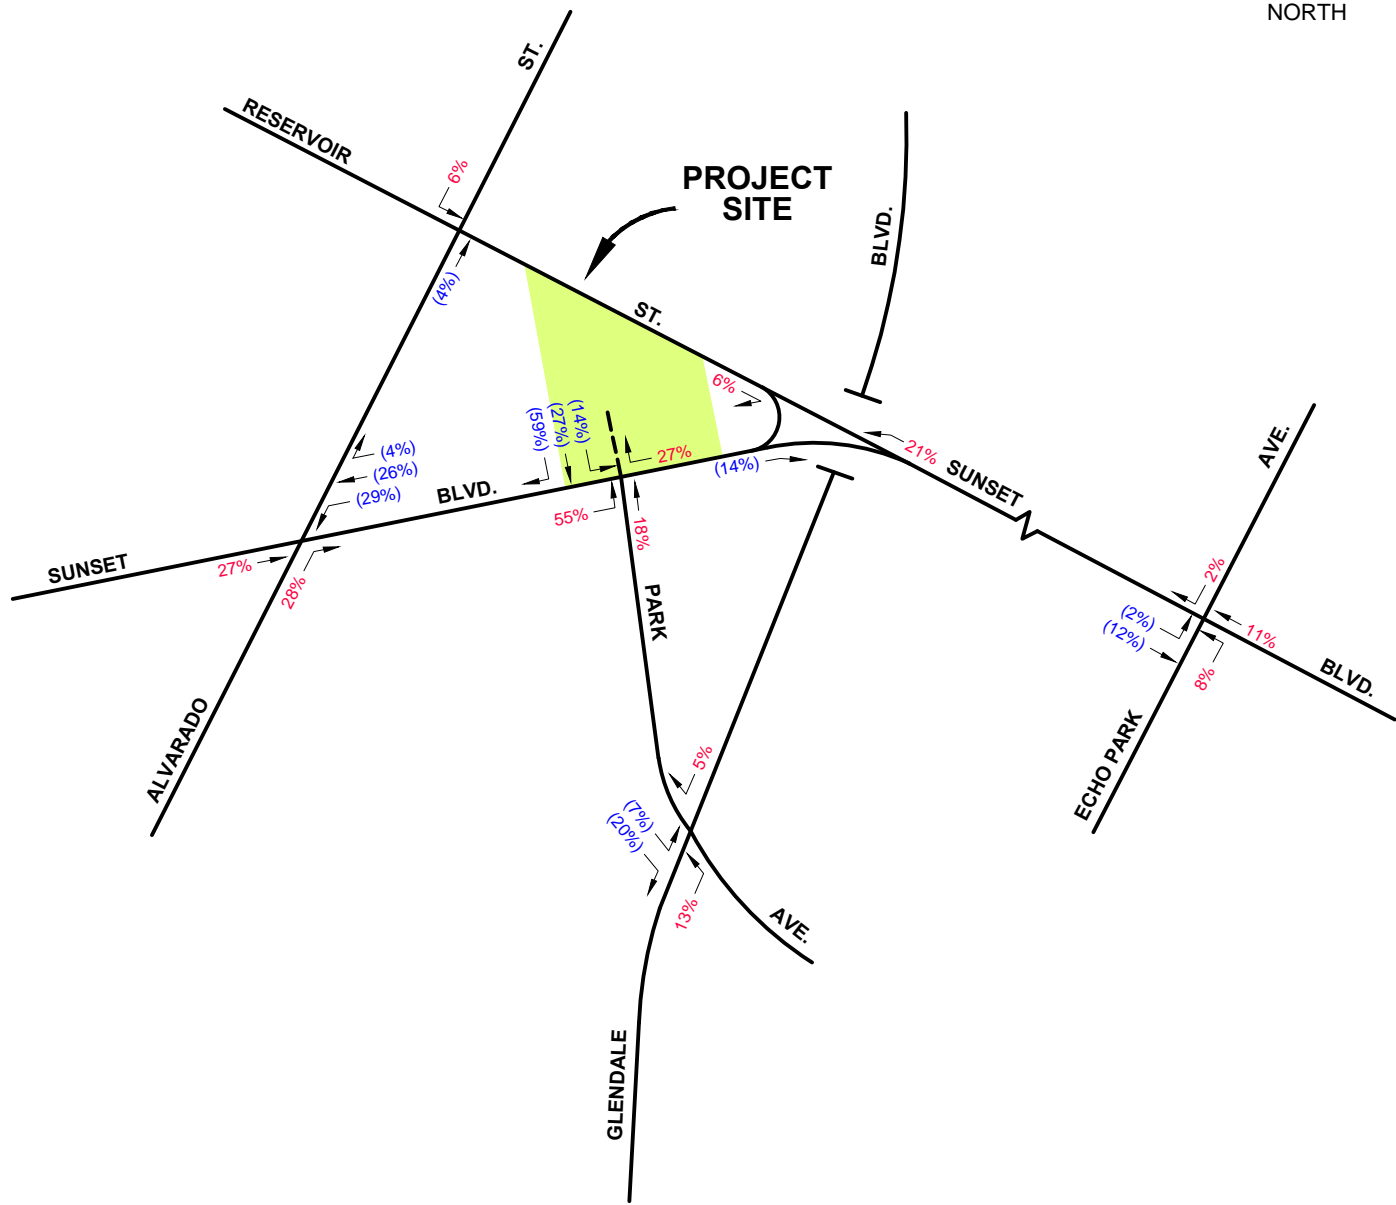 NORTH
ST.
RESERVOIR
6%
PROJECT
SITE
BLVD.
(4%)
ST.
6%
(14%)
(27%)
(59%)
27%
(14%)
21%
SUNSET
AVE.
(4%)
(26%)
(29%)
BLVD.
55%
18%
SUNSET
27%
28%
PARK
2%
(2%)
(12%)
11%
8%
BLVD.
ALVARADO
ECHO PARK
5%
(7%)
(20%)
13%
AVE.
GLENDALE